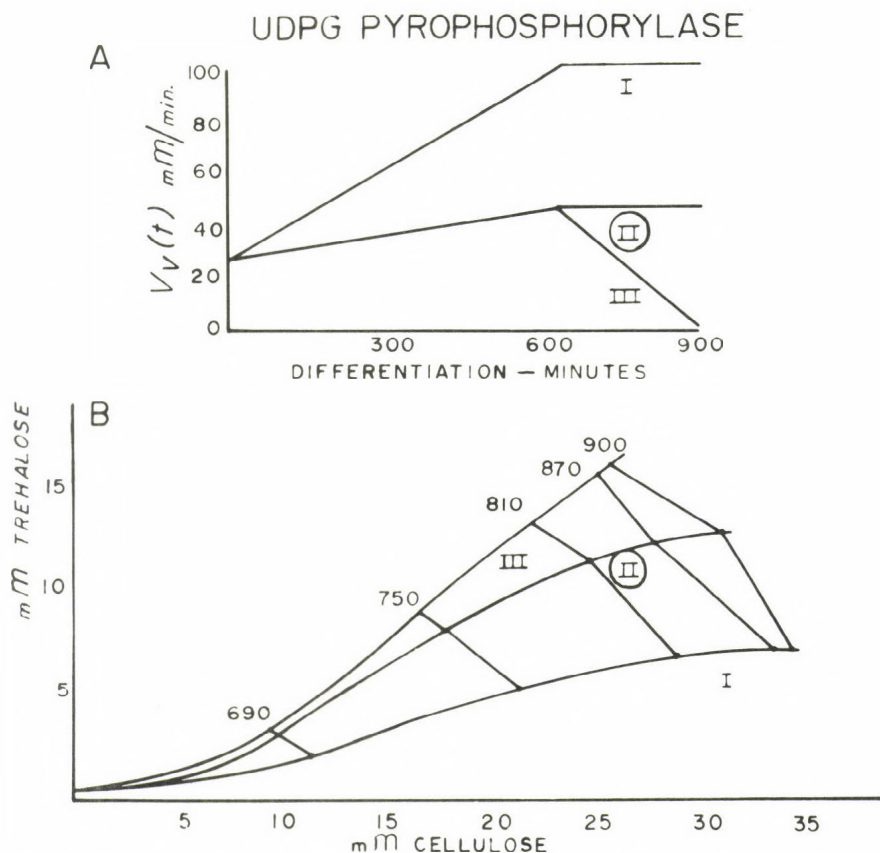 UDPG PYROPHOSPHORYLASE
A
V_v(t) mM/min.
100
80
60
40
20
0
I
II
III
300 600 900
DIFFERENTIATION — MINUTES
B
mM TREHALOSE
15
10
5
690
750
810
870
900
III
II
I
5 10 15 20 25 30 35
mM CELLULOSE